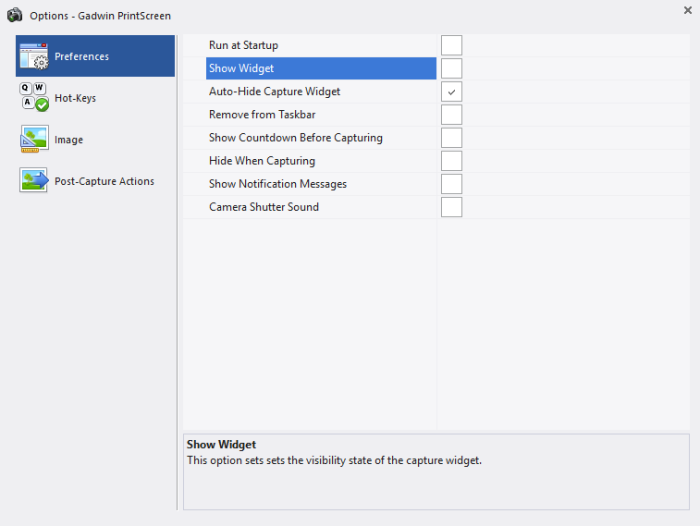 Options - Gadwin PrintScreen
Preferences
Hot-Keys
Image
Post-Capture Actions
Run at Startup
Show Widget
Auto-Hide Capture Widget
Remove from Taskbar
Show Countdown Before Capturing
Hide When Capturing
Show Notification Messages
Camera Shutter Sound
Show Widget
This option sets sets the visibility state of the capture widget.
Q W
A